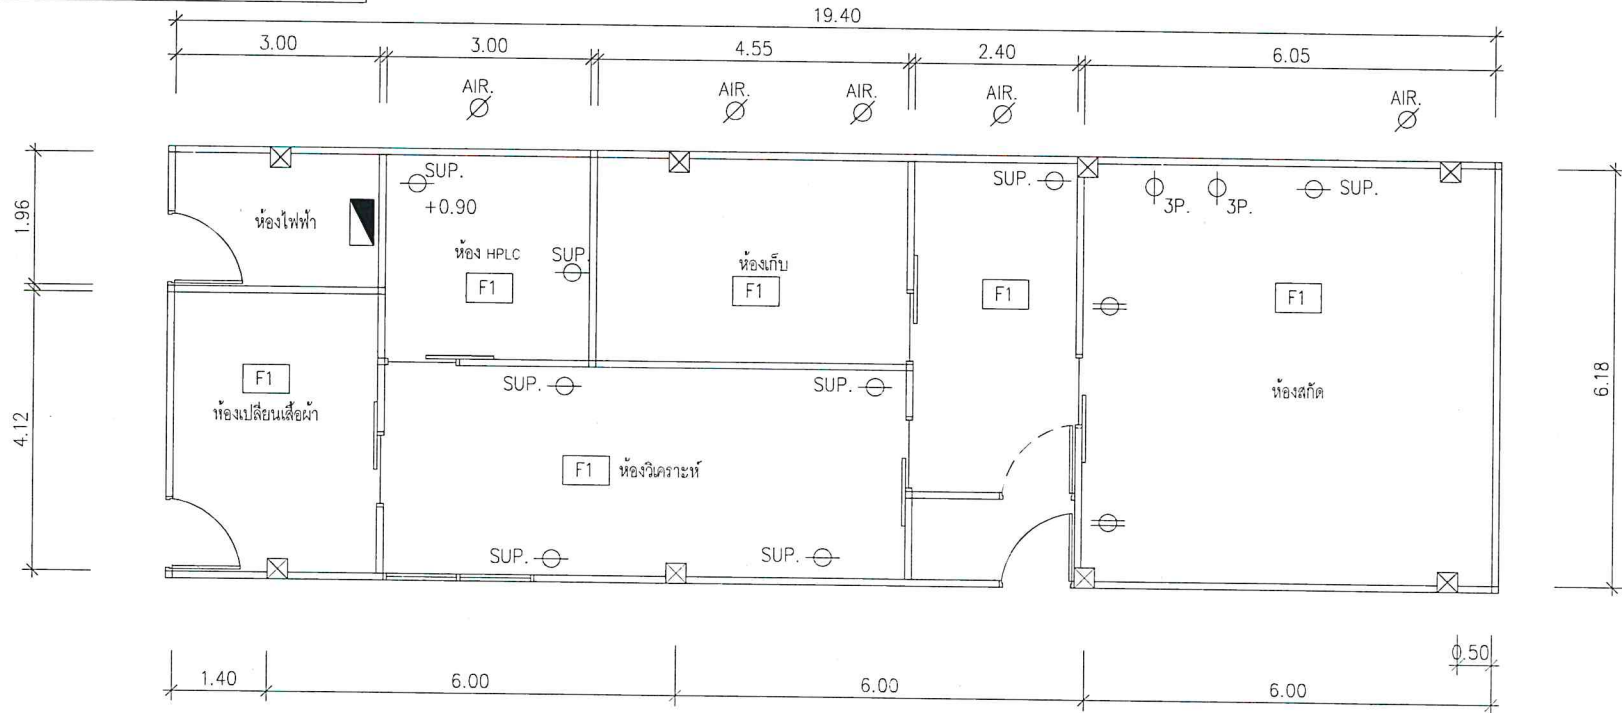 19.40
3.00 3.00 4.55 2.40 6.05
AIR. AIR. AIR. AIR. AIR.
SUP. SUP. 3P. 3P. SUP.
+0.90
1.96
ห้องไฟฟ้า
ห้อง HPLC SUP.
ห้องเก็บ
F1 F1 F1 F1
F1
ห้องเปลี่ยนเสื้อผ้า
SUP. SUP.
ห้องสกัด
6.18
4.12
F1 ห้องวิเคราะห์
SUP. SUP.
0.50
1.40 6.00 6.00 6.00